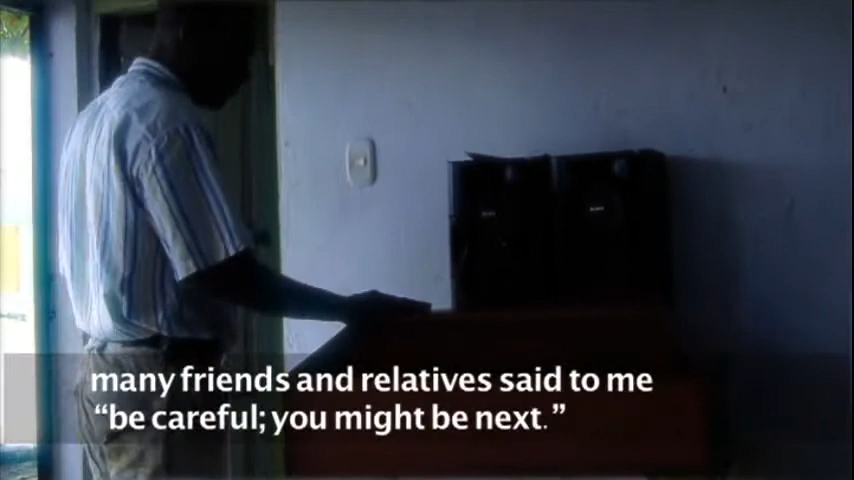 many friends and relatives said to me
“be careful; you might be next.”